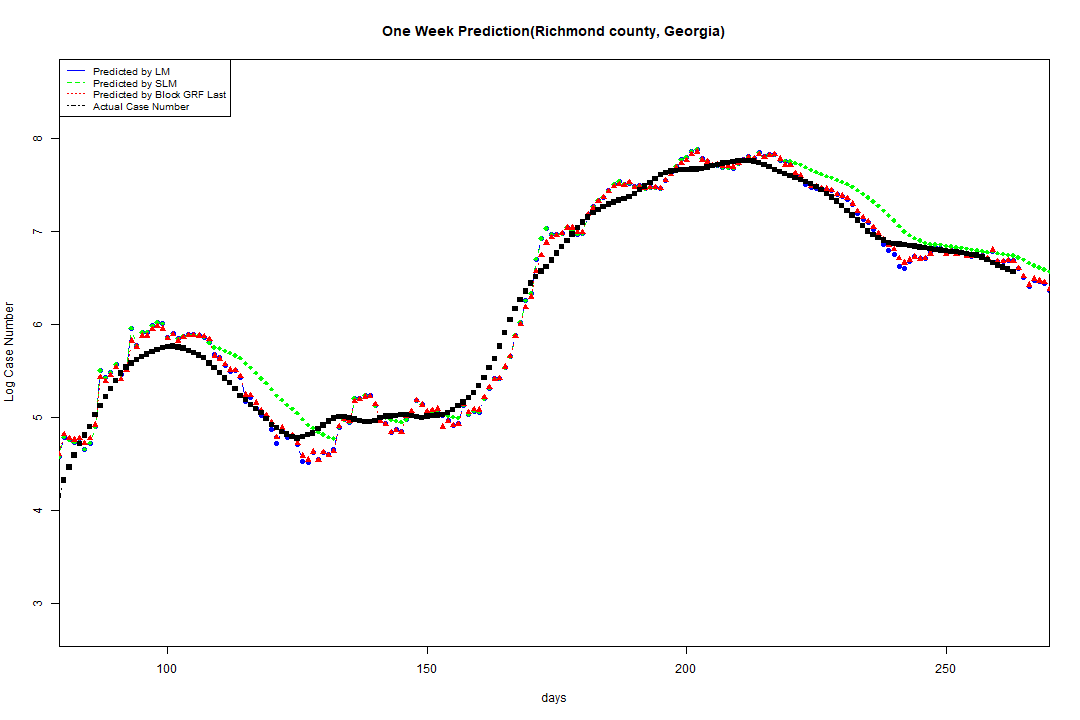 One Week Prediction(Richmond county, Georgia)
Predicted by LM
Predicted by SLM
Predicted by Block GRF Last
Actual Case Number
8
7
6
5
4
3
Log Case Number
100 150 200 250
days